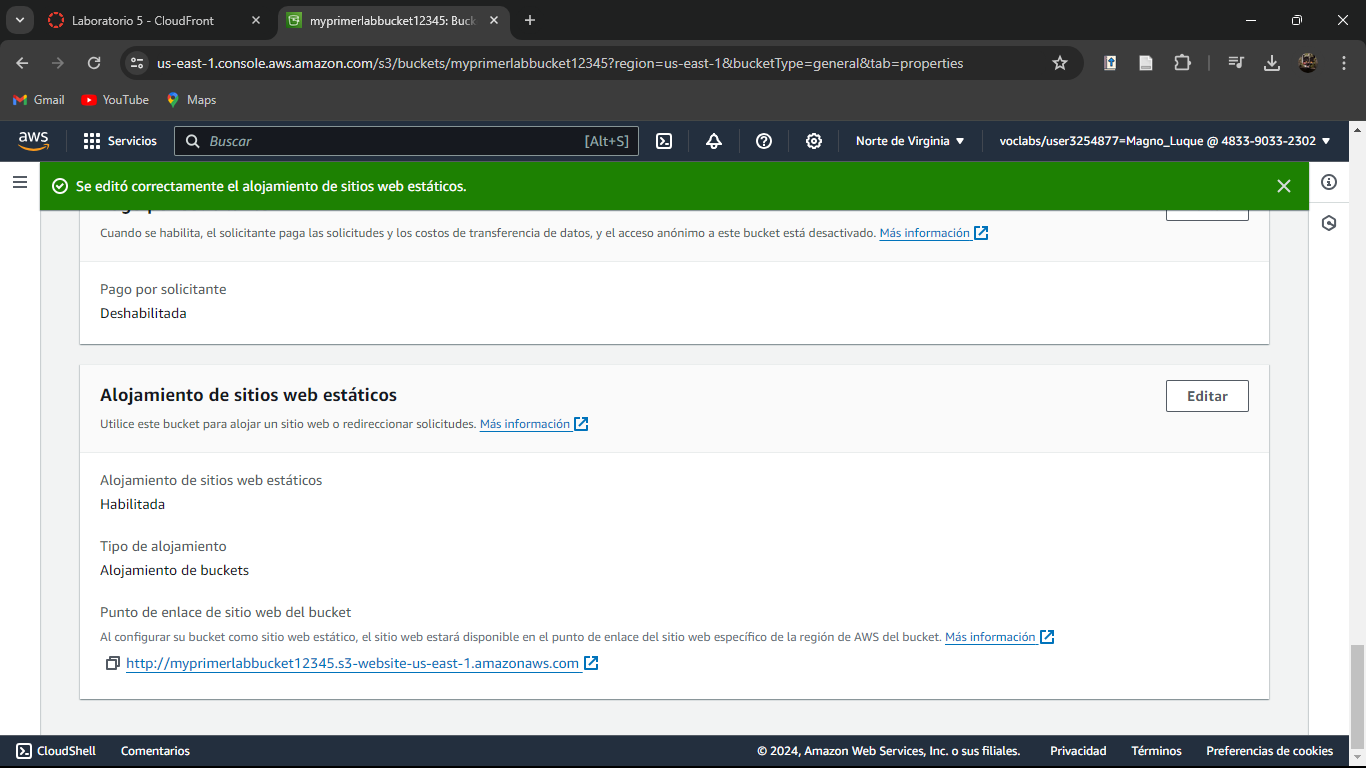 Laboratorio 5 - CloudFront
myprimerlabbucket12345: Buck
us-east-1.console.aws.amazon.com/s3/buckets/myprimerlabbucket12345?region=us-east-1&bucketType=general&tab=properties
Gmail
YouTube
Maps
aws
Servicios
Buscar
[Alt+S]
Norte de Virginia
voclabs/user3254877=Magno_Luque @ 4833-9033-2302
Se editó correctamente el alojamiento de sitios web estáticos.
Cuando se habilita, el solicitante paga las solicitudes y los costos de transferencia de datos, y el acceso anónimo a este bucket está desactivado. Más información
Pago por solicitante
Deshabilitada
Alojamiento de sitios web estáticos
Editar
Utilice este bucket para alojar un sitio web o redireccionar solicitudes. Más información
Alojamiento de sitios web estáticos
Habilitada
Tipo de alojamiento
Alojamiento de buckets
Punto de enlace de sitio web del bucket
Al configurar su bucket como sitio web estático, el sitio web estará disponible en el punto de enlace del sitio web específico de la región de AWS del bucket. Más información
http://myprimerlabbucket12345.s3-website-us-east-1.amazonaws.com
CloudShell
Comentarios
© 2024, Amazon Web Services, Inc. o sus filiales.
Privacidad
Términos
Preferencias de cookies